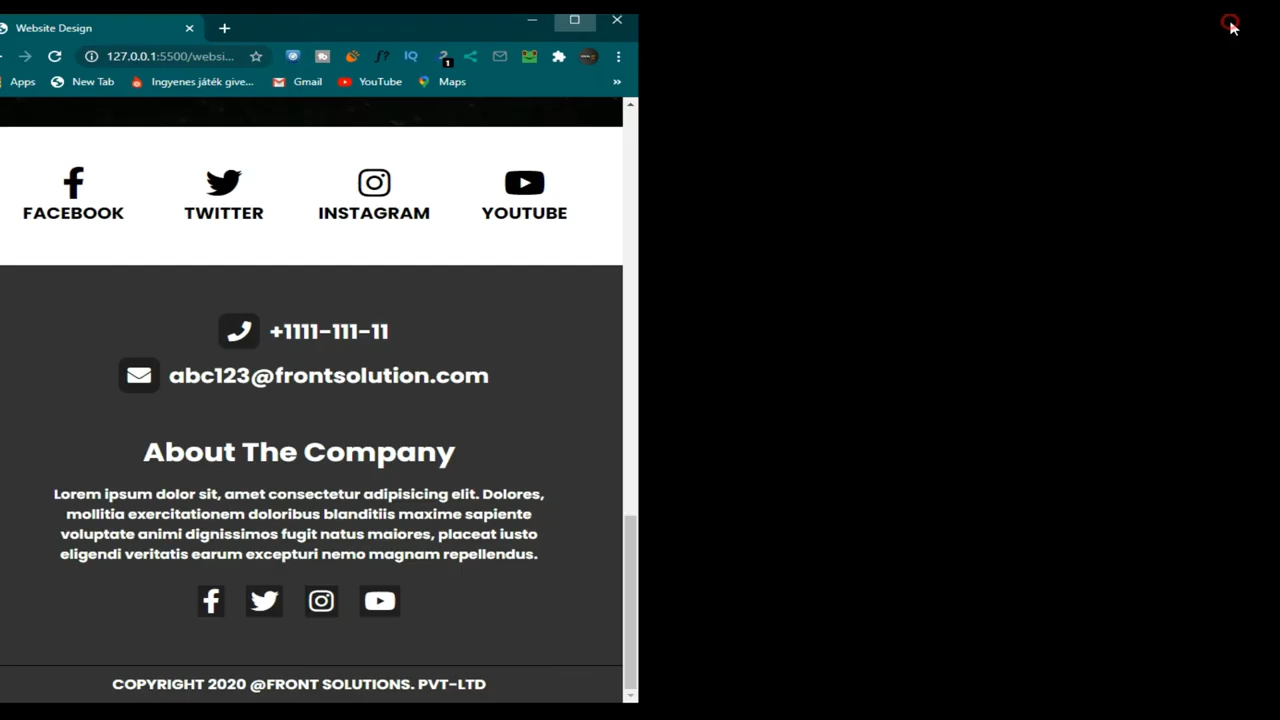 Website Design
127.0.0.1:5500/websi...
f?
IQ
1
Apps
New Tab
Ingyenes játék give...
Gmail
YouTube
Maps
»
FACEBOOK
TWITTER
INSTAGRAM
YOUTUBE
+1111-111-11
abc123@frontsolution.com
About The Company
Lorem ipsum dolor sit, amet consectetur adipisicing elit. Dolores,
mollitia exercitationem doloribus blanditiis maxime sapiente
voluptate animi dignissimos fugit natus maiores, placeat iusto
eligendi veritatis earum excepturi nemo magnam repellendus.
COPYRIGHT 2020 @FRONT SOLUTIONS. PVT-LTD